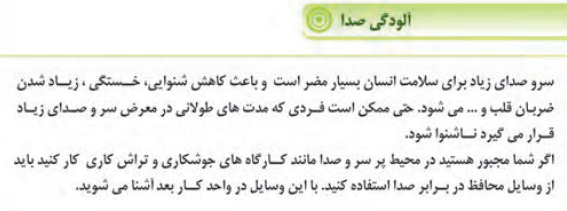 آلودگی صدا
سرو صدای زیاد برای سلامت انسان بسیار مضر است و باعث کاهش شنوایی، خستگی ، زیاد شدن
ضربان قلب و ... می شود. حتی ممکن است فردی که مدت های طولانی در معرض سر و صدای زیاد
قرار می گیرد ناشنوا شود.
اگر شما مجبور هستید در محیط پر سر و صدا مانند کارگاه های جوشکاری و تراش کاری کار کنید باید
از وسایل محافظ در برابر صدا استفاده کنید. با این وسایل در واحد کار بعد آشنا می شوید.